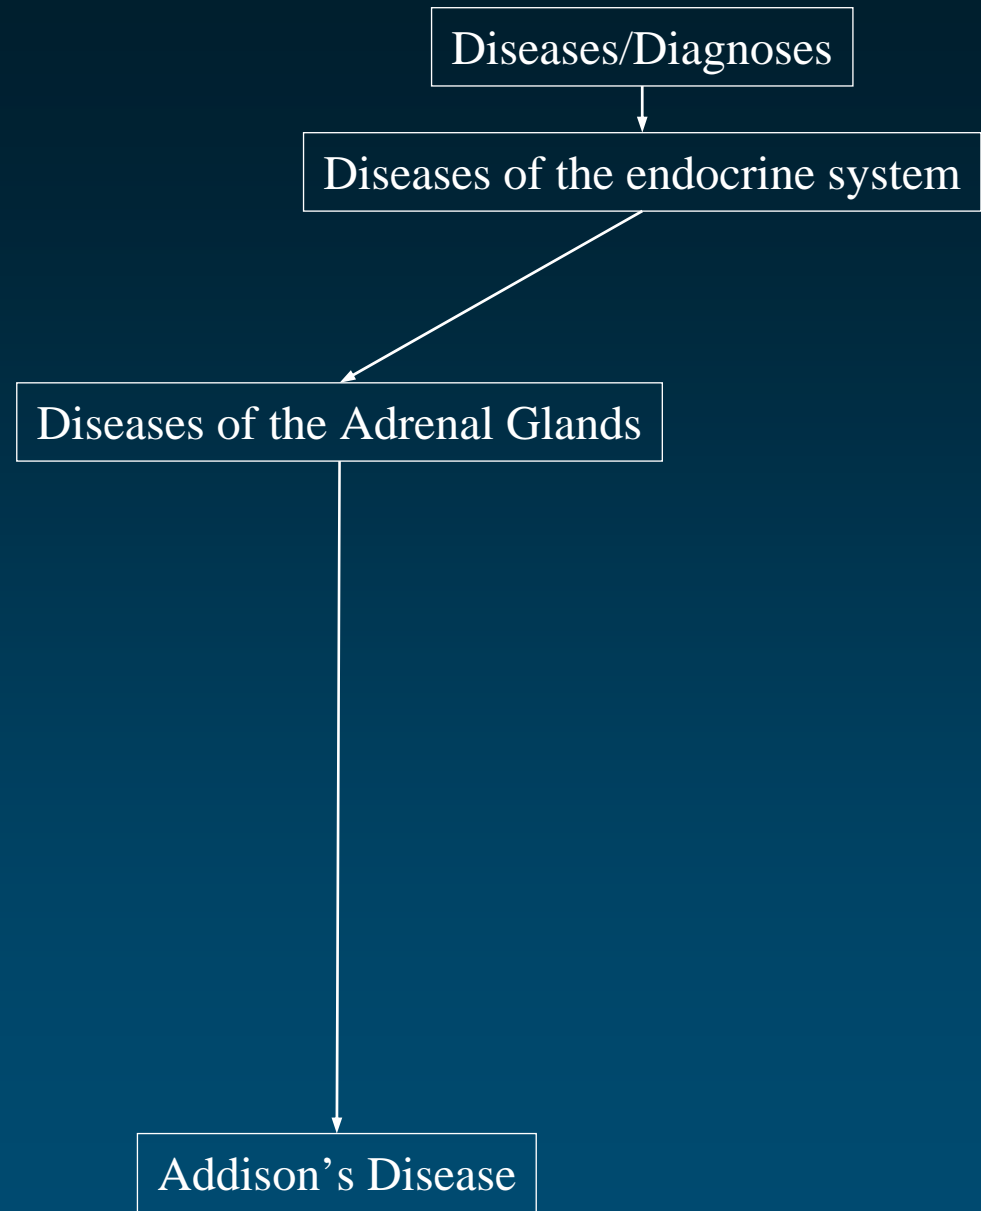 Diseases/Diagnoses
Diseases of the endocrine system
Diseases of the Adrenal Glands
Addison’s Disease